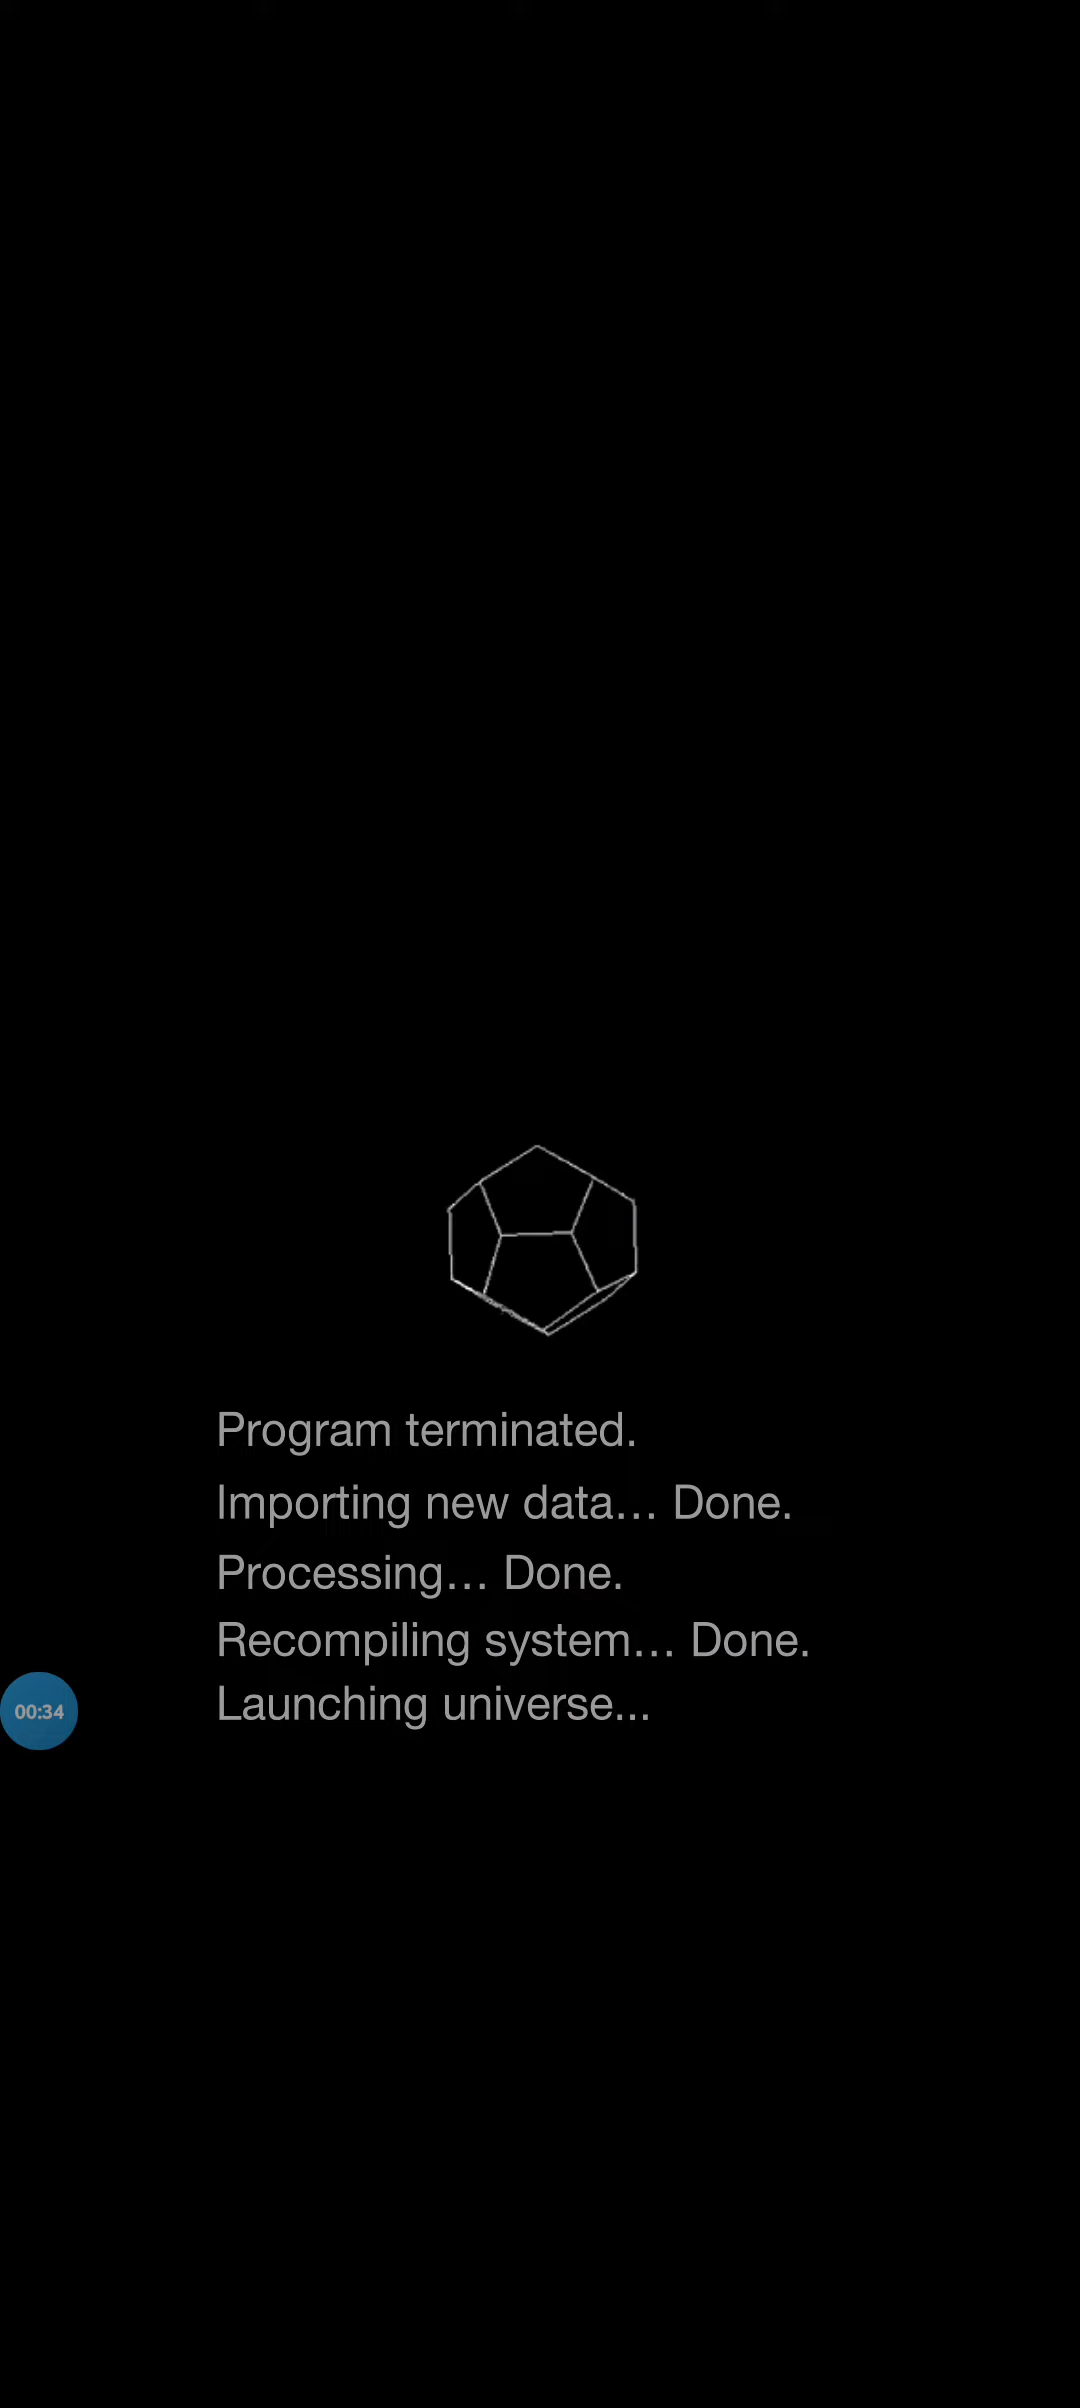 Program terminated.
Importing new data... Done.
Processing... Done.
Recompiling system... Done.
Launching universe...
00:34